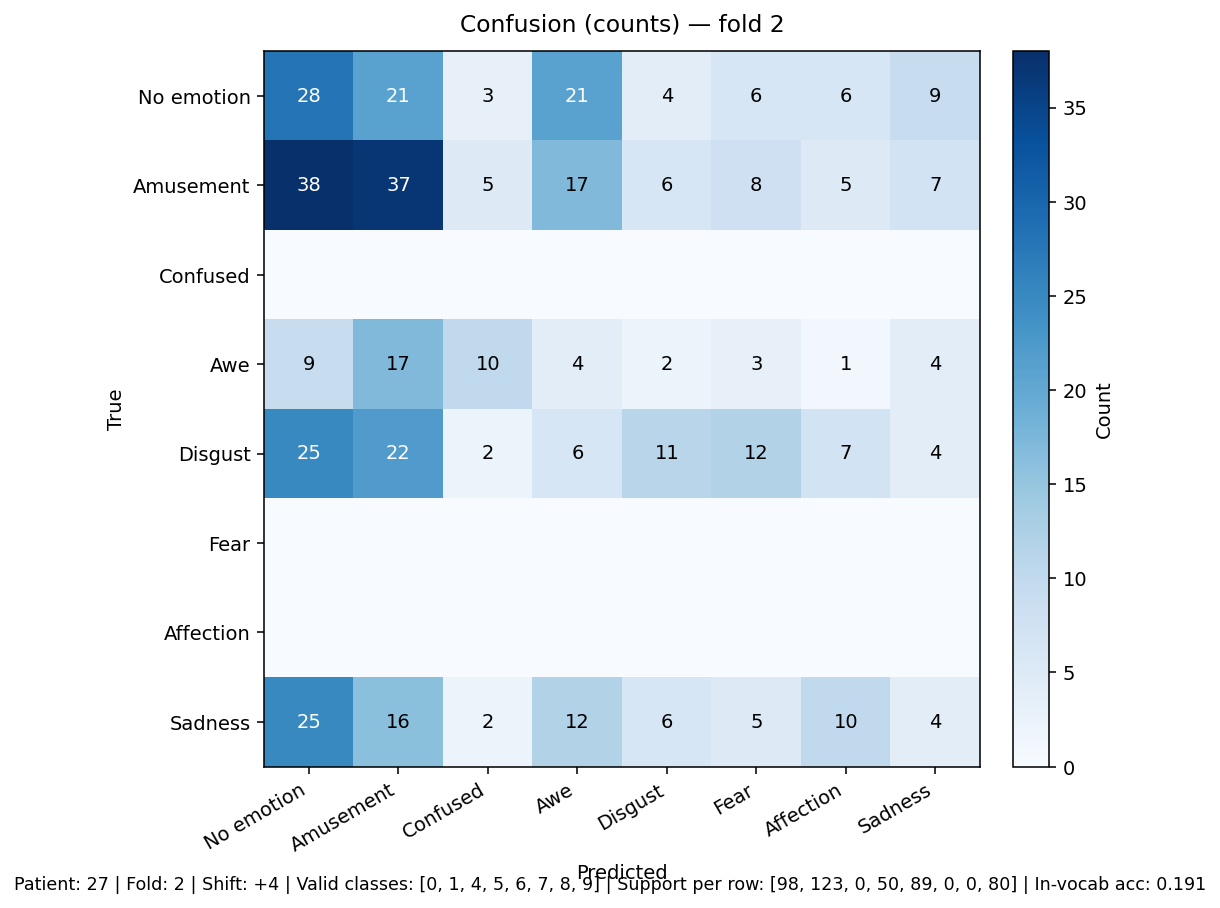 Confusion (counts) — fold 2
No emotion 28 21 3 21 4 6 6 9
Amusement 38 37 5 17 6 8 5 7
Confused
Awe 9 17 10 4 2 3 1 4
Disgust 25 22 2 6 11 12 7 4
Fear
Affection
Sadness 25 16 2 12 6 5 10 4
True
No emotion Amusement Confused Awe Disgust Fear Affection Sadness
Predicted
35
30
25
20
15
10
5
0
Count
Patient: 27 | Fold: 2 | Shift: +4 | Valid classes: [0, 1, 4, 5, 6, 7, 8, 9] | Support per row: [98, 123, 0, 50, 89, 0, 0, 80] | In-vocab acc: 0.191